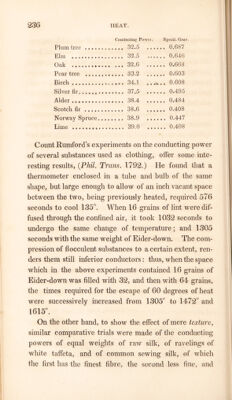 236 HEAT.
Conducting Power. Specific Grav.
Plum tree ............ 32.5 ...... 0.687
Elm ............ 32.5 ...... 0.646
Oak ............ 32.6 ...... 0.668
Pear tree ............ 33.2 ...... 0.603
Birch ............ 34.1 ...... 0.608
Silver fir ............ 37.5 ...... 0.495
Alder ............ 38.4 ...... 0.484
Scotch fir ............ 38.6 ...... 0.408
Norway Spruce ........ 38.9 ...... 0.447
Lime ............ 39.0 ...... 0.408
Count Rumford's experiments on the conducting power
of several substances used as clothing, offer some inte-
resting results, (Phil. Trans. 1792.) He found that a
thermometer enclosed in a tube and bulb of the same
shape, but large enough to allow of an inch vacant space
between the two, being previously heated, required 576
seconds to cool 135°. When 16 grains of lint were dif-
fused through the confined air, it took 1032 seconds to
undergo the same change of temperature; and 1305
seconds with the same weight of Eider-down. The com-
pression of flocculent substances to a certain extent, ren-
ders them still inferior conductors: thus, when the space
which in the above experiments contained 16 grains of
Eider-down was filled with 32, and then with 64 grains,
the times required for the escape of 60 degrees of heat
were successively increased from 1305″ to 1472″ and
1615″.
On the other hand, to show the effect of mere texture,
similar comparative trials were made of the conducting
powers of equal weights of raw silk, of ravelings of
white taffeta, and of common sewing silk, of which
the first has the finest fibre, the second less fine, and